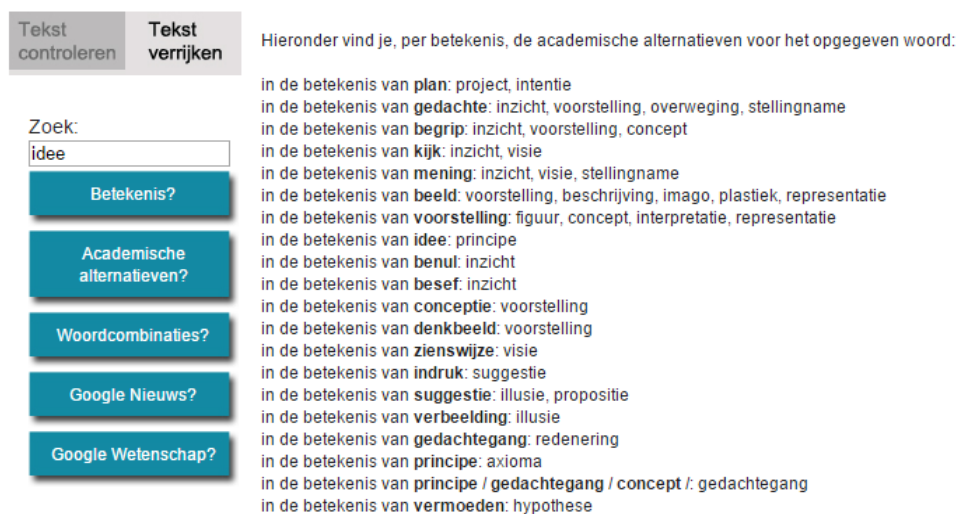 Tekst controleren
Tekst verrijken
Zoek:
idee
Betekenis?
Academische
alternatieven?
Woordcombinaties?
Google Nieuws?
Google Wetenschap?
Hieronder vind je, per betekenis, de academische alternatieven voor het opgegeven woord:
in de betekenis van plan: project, intentie
in de betekenis van gedachte: inzicht, voorstelling, overweging, stellingname
in de betekenis van begrip: inzicht, voorstelling, concept
in de betekenis van kijk: inzicht, visie
in de betekenis van mening: inzicht, visie, stellingname
in de betekenis van beeld: voorstelling, beschrijving, imago, plastiek, representatie
in de betekenis van voorstelling: figuur, concept, interpretatie, representatie
in de betekenis van idee: principe
in de betekenis van benul: inzicht
in de betekenis van besef: inzicht
in de betekenis van conceptie: voorstelling
in de betekenis van denkbeeld: voorstelling
in de betekenis van zienswijze: visie
in de betekenis van indruk: suggestie
in de betekenis van suggestie: illusie, propositie
in de betekenis van verbeelding: illusie
in de betekenis van gedachtegang: redenering
in de betekenis van principe: axioma
in de betekenis van principe / gedachtegang / concept /: gedachtegang
in de betekenis van vermoeden: hypothese